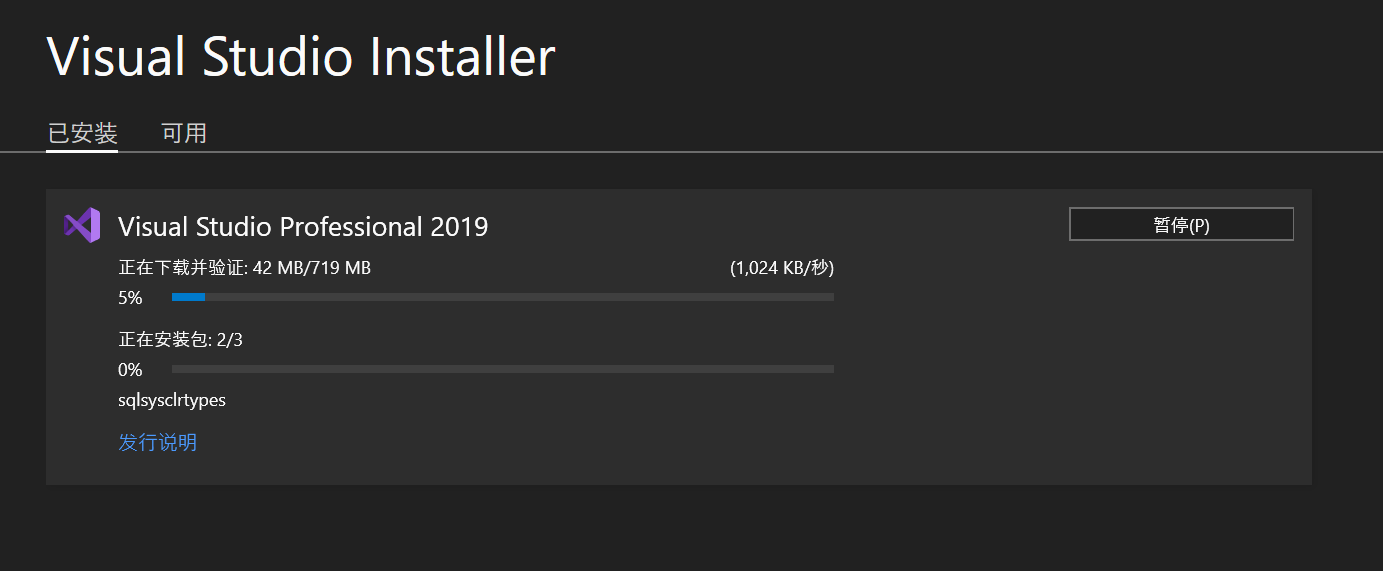 Visual Studio Installer
已安装 可用
Visual Studio Professional 2019 暂停(P)
正在下载并验证: 42 MB/719 MB (1,024 KB/秒)
5%
正在安装包: 2/3
0%
sqlsysclrtypes
发行说明